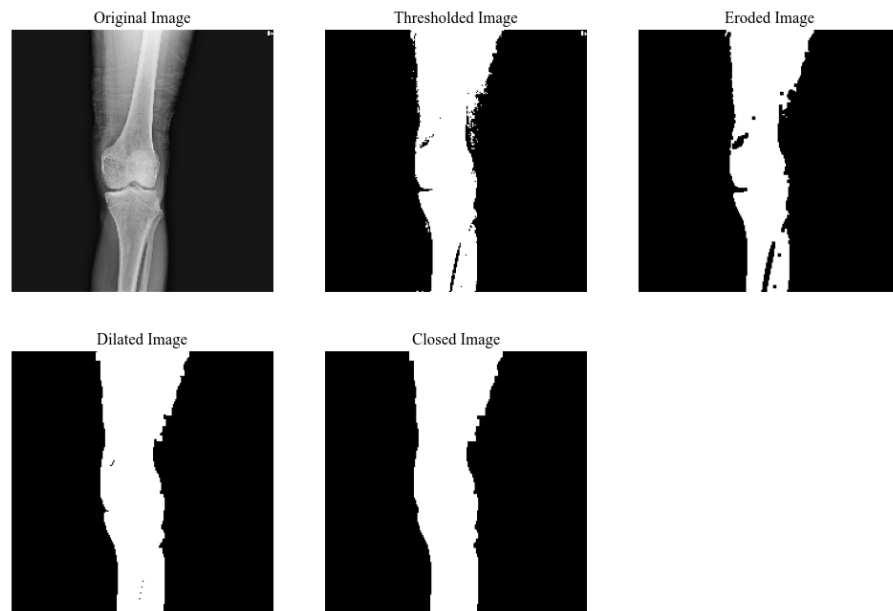 Original Image
Thresholded Image
Eroded Image
Dilated Image
Closed Image